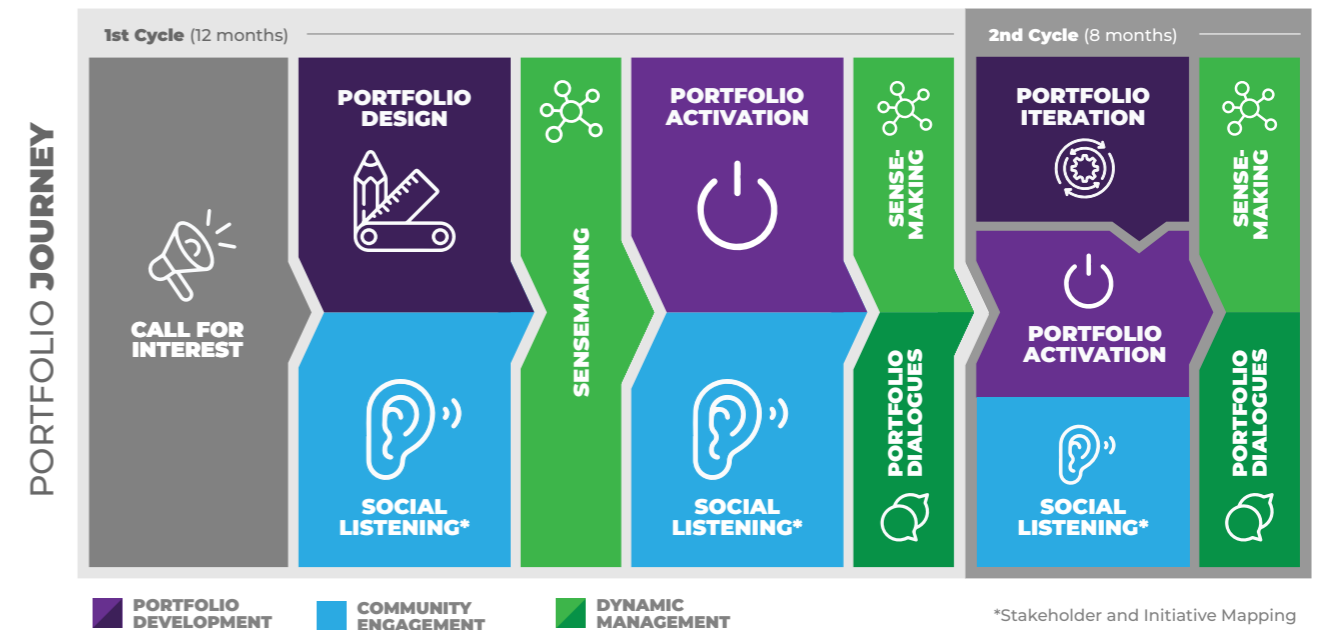 PORTFOLIO JOURNEY
1st Cycle (12 months)
2nd Cycle (8 months)
CALL FOR
INTEREST
PORTFOLIO
DESIGN
SOCIAL
LISTENING*
SENSEMAKING
PORTFOLIO
ACTIVATION
SOCIAL
LISTENING*
SENSE-
MAKING
PORTFOLIO
DIALOGUES
PORTFOLIO
ITERATION
PORTFOLIO
ACTIVATION
SOCIAL
LISTENING*
SENSE-
MAKING
PORTFOLIO
DIALOGUES
PORTFOLIO
DEVELOPMENT
COMMUNITY
ENGAGEMENT
DYNAMIC
MANAGEMENT
*Stakeholder and Initiative Mapping